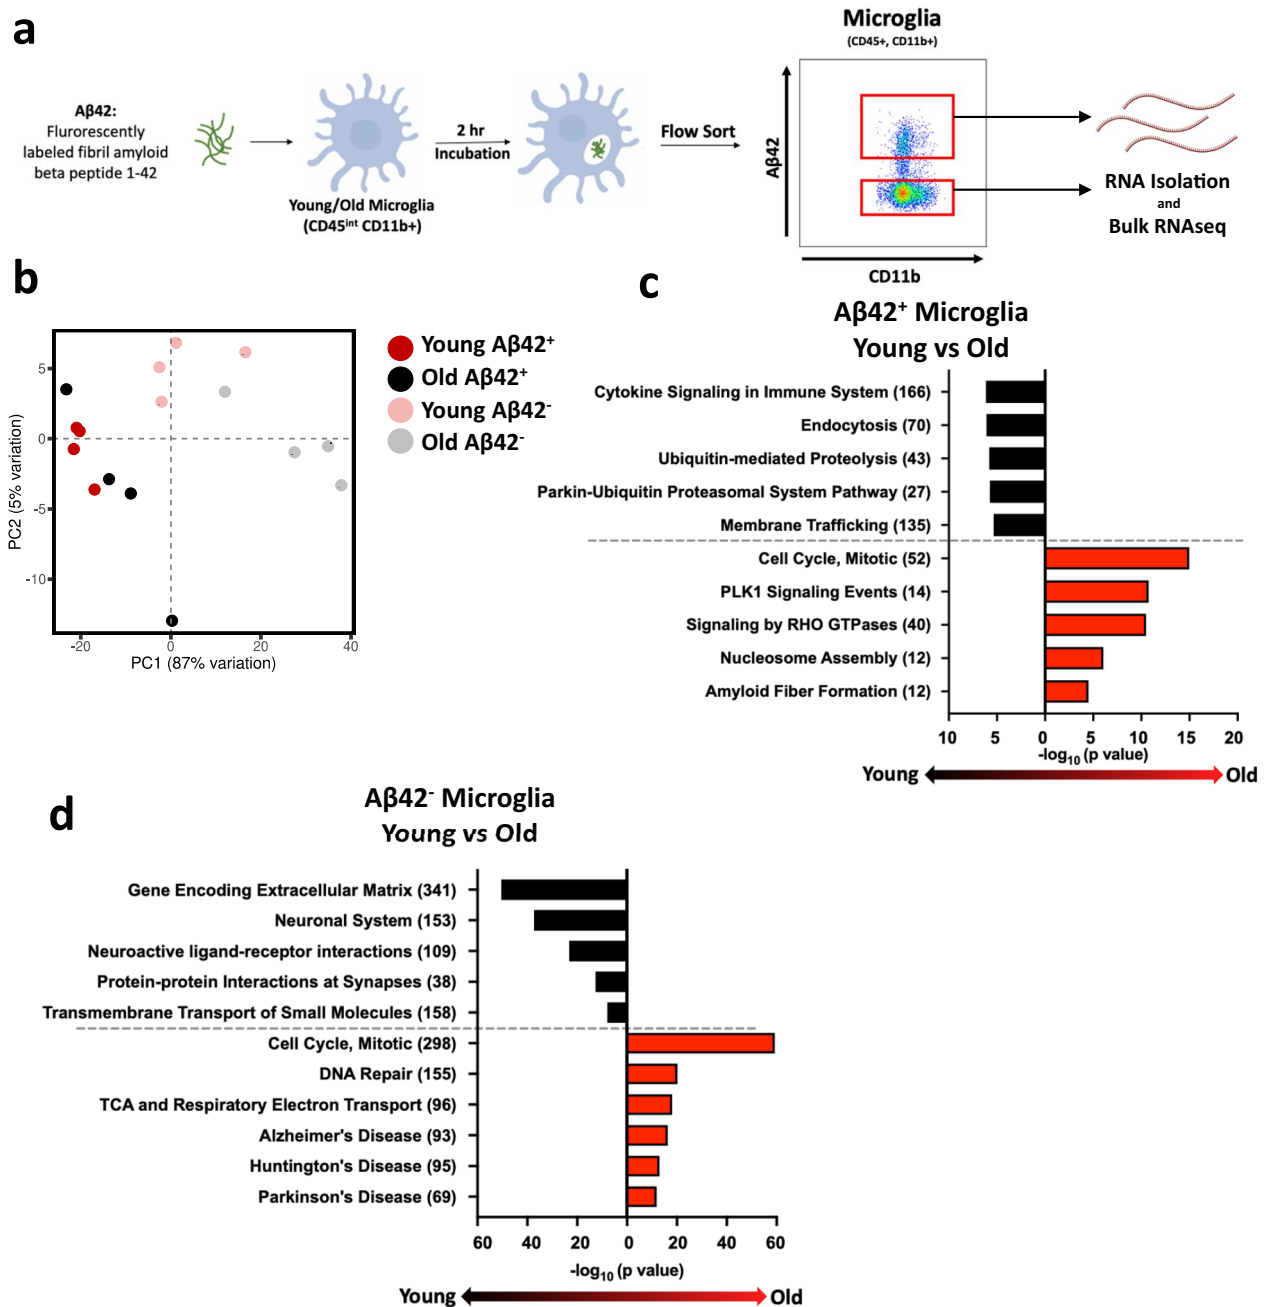 a
Aβ42:
Flurorescently
labeled fibril amyloid
beta peptide 1-42
Young/Old Microglia
(CD45int CD11b+)
2 hr
Incubation
Flow Sort
Microglia
(CD45+, CD11b+)
Aβ42
CD11b
RNA Isolation
and
Bulk RNAseq
b
PC2 (5% variation)
5
0
-5
-10
-20
0
20
40
PC1 (87% variation)
Young Aβ42+
Old Aβ42+
Young Aβ42-
Old Aβ42-
c
Aβ42+ Microglia
Young vs Old
Cytokine Signaling in Immune System (166)
Endocytosis (70)
Ubiquitin-mediated Proteolysis (43)
Parkin-Ubiquitin Proteasomal System Pathway (27)
Membrane Trafficking (135)
Cell Cycle, Mitotic (52)
PLK1 Signaling Events (14)
Signaling by RHO GTPases (40)
Nucleosome Assembly (12)
Amyloid Fiber Formation (12)
10 5 0 5 10 15 20
-log10 (p value)
Young Old
d
Aβ42- Microglia
Young vs Old
Gene Encoding Extracellular Matrix (341)
Neuronal System (153)
Neuroactive ligand-receptor interactions (109)
Protein-protein Interactions at Synapses (38)
Transmembrane Transport of Small Molecules (158)
Cell Cycle, Mitotic (298)
DNA Repair (155)
TCA and Respiratory Electron Transport (96)
Alzheimer's Disease (93)
Huntington's Disease (95)
Parkinson's Disease (69)
60 40 20 0 20 40 60
-log10 (p value)
Young Old